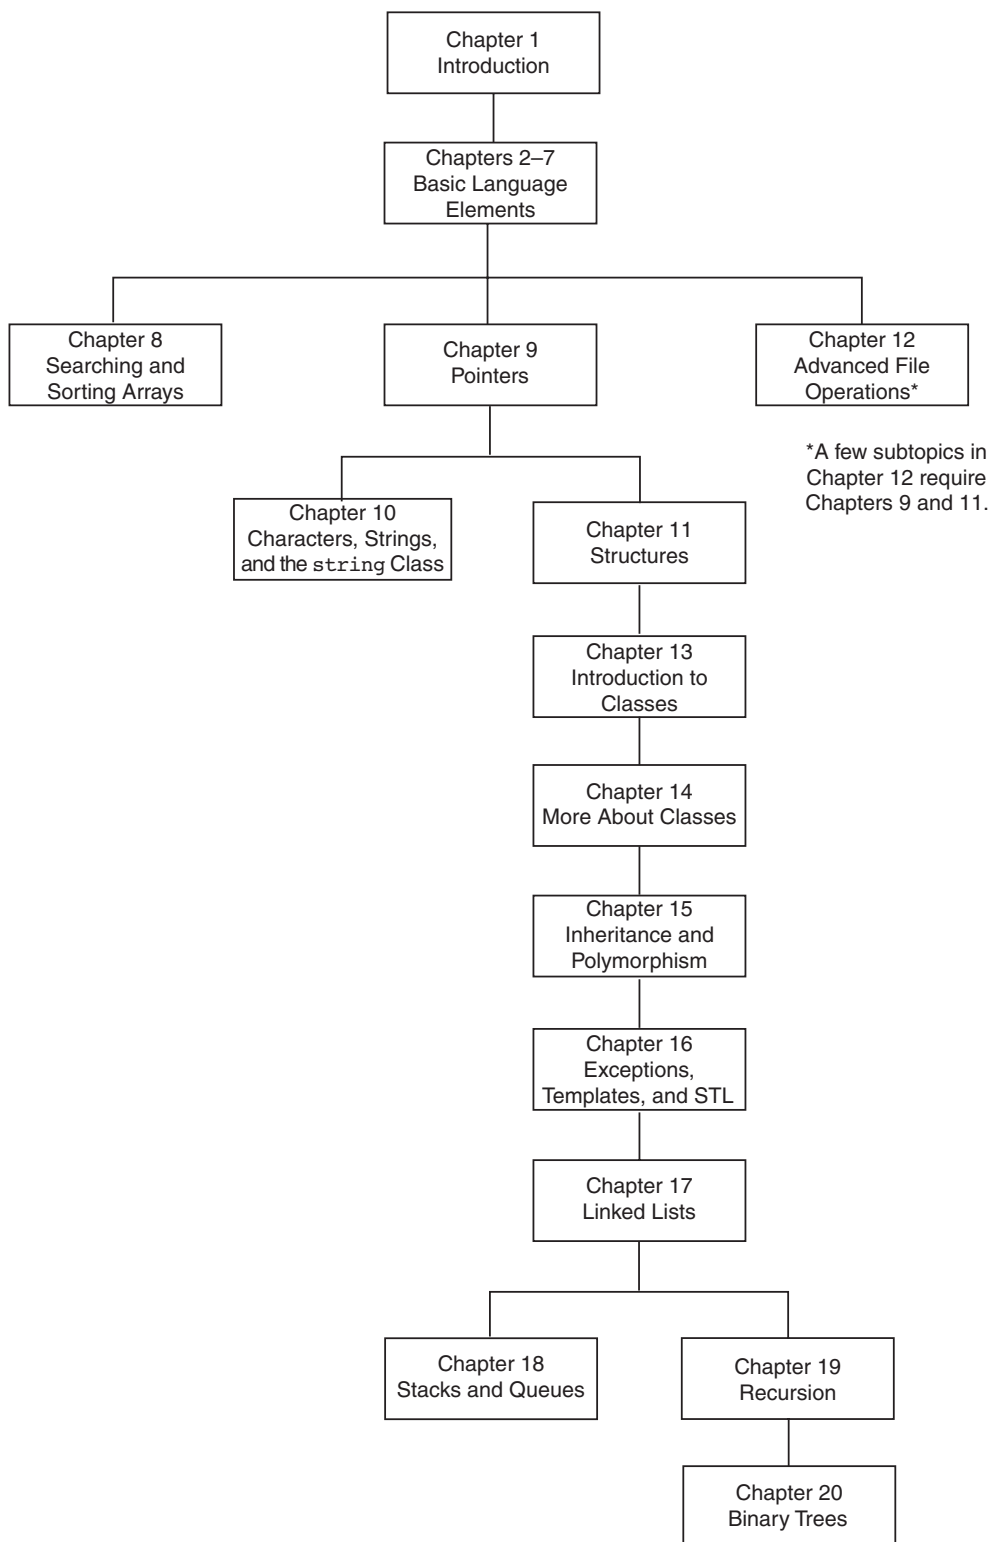 Chapter 1
Introduction
Chapters 2–7
Basic Language
Elements
Chapter 8
Searching and
Sorting Arrays
Chapter 9
Pointers
Chapter 12
Advanced File
Operations*
*A few subtopics in
Chapter 12 require
Chapters 9 and 11.
Chapter 10
Characters, Strings,
and the string Class
Chapter 11
Structures
Chapter 13
Introduction to
Classes
Chapter 14
More About Classes
Chapter 15
Inheritance and
Polymorphism
Chapter 16
Exceptions,
Templates, and STL
Chapter 17
Linked Lists
Chapter 18
Stacks and Queues
Chapter 19
Recursion
Chapter 20
Binary Trees